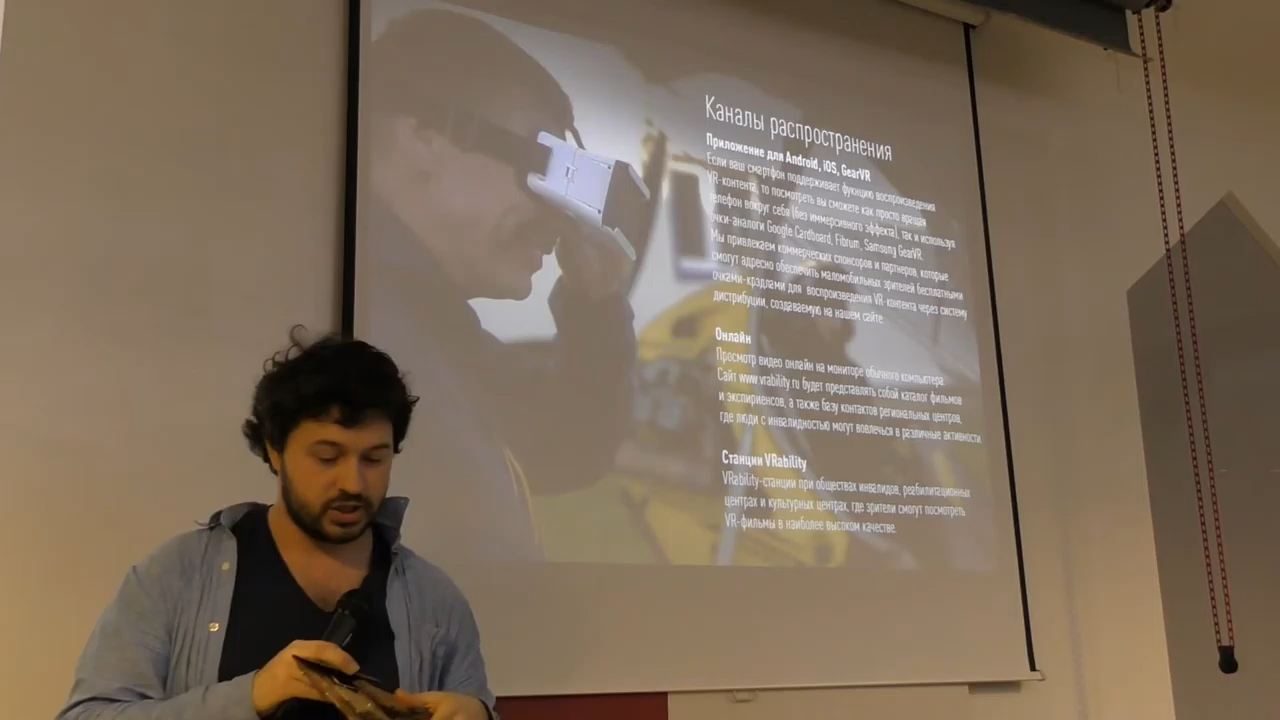 Каналы распространения
Приложение для Android, iOS, GearVR
Если ваш смартфон поддерживает функцию воспроизведения
VR-контента, то посмотреть вы сможете как просто вращая
телефон вокруг себя (без иммерсивного эффекта), так и используя
очки-аналоги Google Cardboard, Fibrum, Samsung GearVR.
Мы привлекаем коммерческих спонсоров и партнеров, которые
смогут адресно обеспечить маломобильных зрителей бесплатными
очками-крэдлами для воспроизведения VR-контента через систему
дистрибуции, создаваемую на нашем сайте
Онлайн
Просмотр видео онлайн на мониторе обычного компьютера.
Сайт www.vrability.ru будет представлять собой каталог фильмов
и экспириенсов, а также базу контактов региональных центров,
где люди с инвалидностью могут вовлечься в различные активности
Станции VRability
VRability-станции при обществах инвалидов, реабилитационных
центрах и культурных центрах, где зрители смогут посмотреть
VR-фильмы в наиболее высоком качестве.